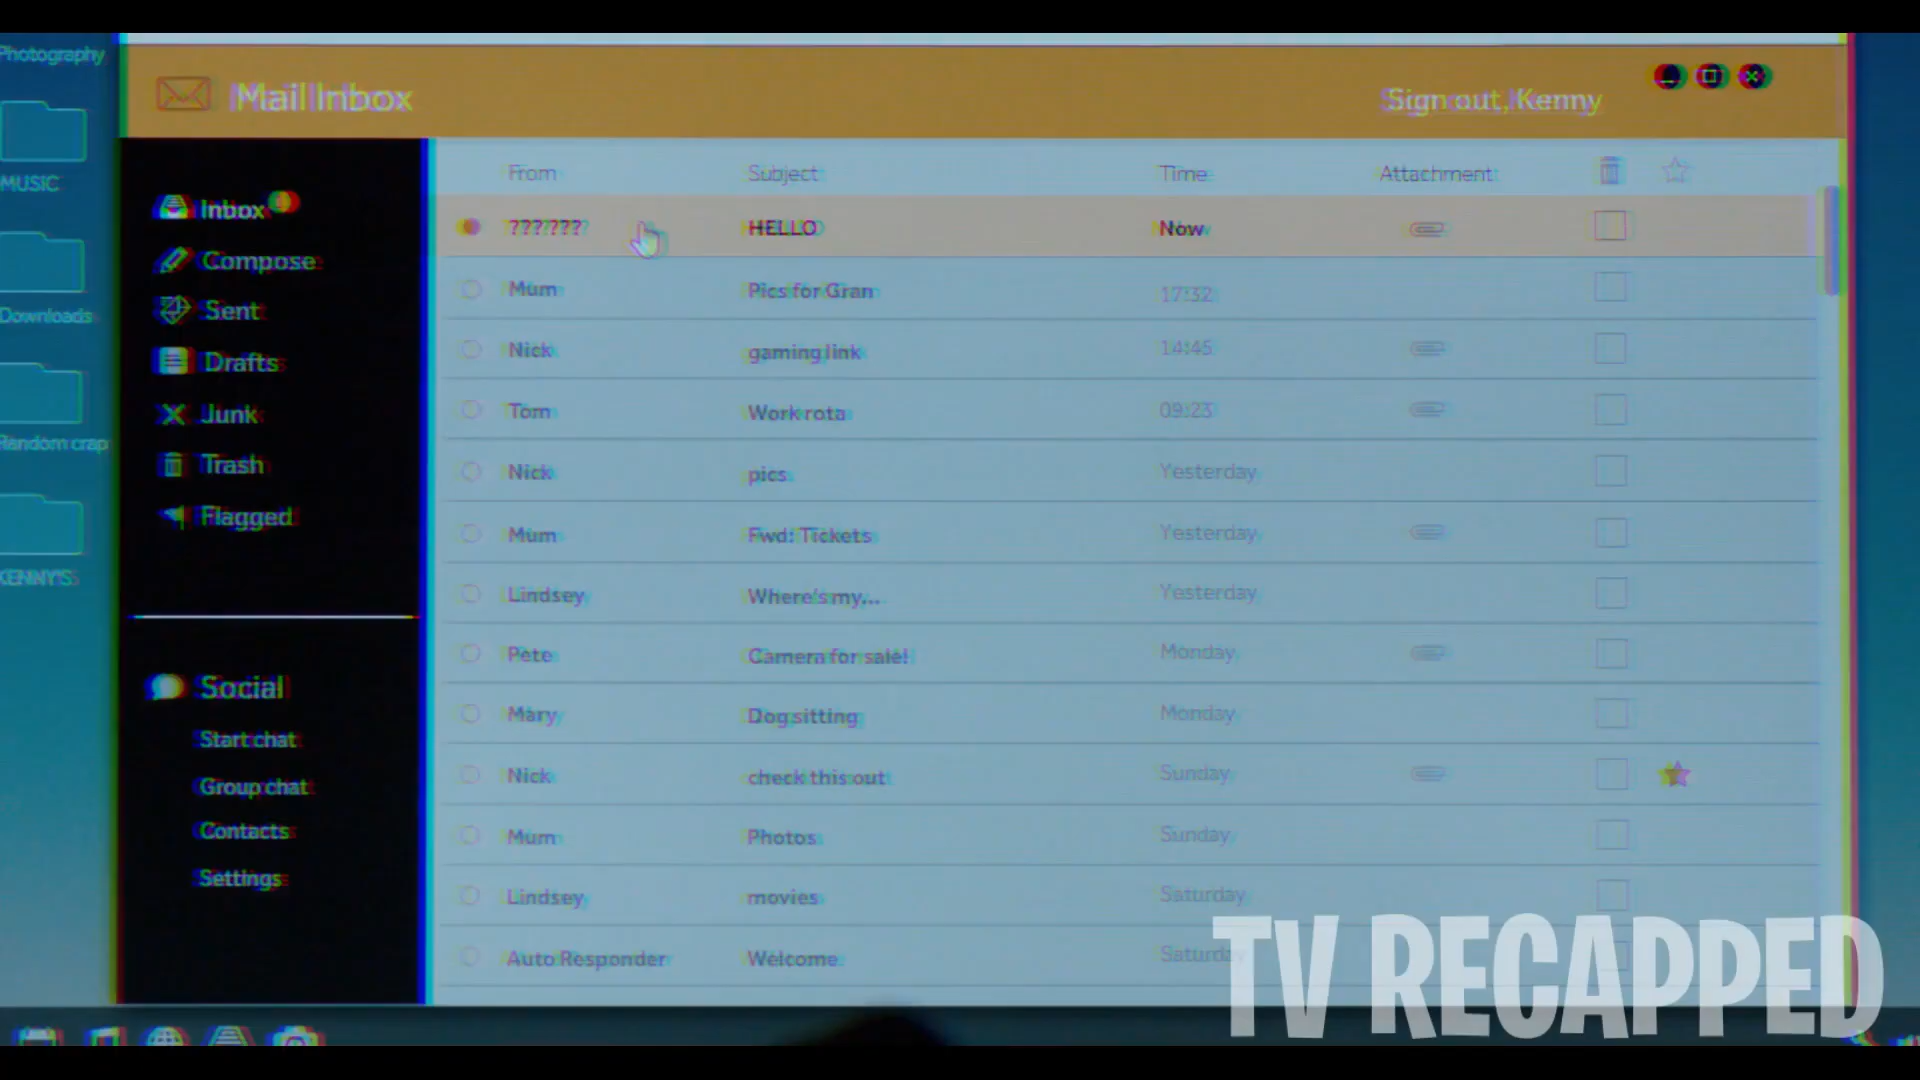 Photography
Mail Inbox
Sign out, Kenny
MUSIC
Downloads
Random crap
KENNY'S
Inbox
Compose
Sent
Drafts
Junk
Trash
Flagged
Social
Start chat
Group chat
Contacts
Settings
From Subject Time Attachment
??? ??? HELLO Now
Mum Pics for Gran 17:32
Nick gaming link 14:45
Tom Work rota 09:23
Nick pics Yesterday
Mum Fwd: Tickets Yesterday
Lindsey Where's my... Yesterday
Pete Camera for sale! Monday
Mary Dog sitting Monday
Nick check this out Sunday
Mum Photos Sunday
Lindsey movies Saturday
Auto Responder Welcome Saturday
TV RECAPPED